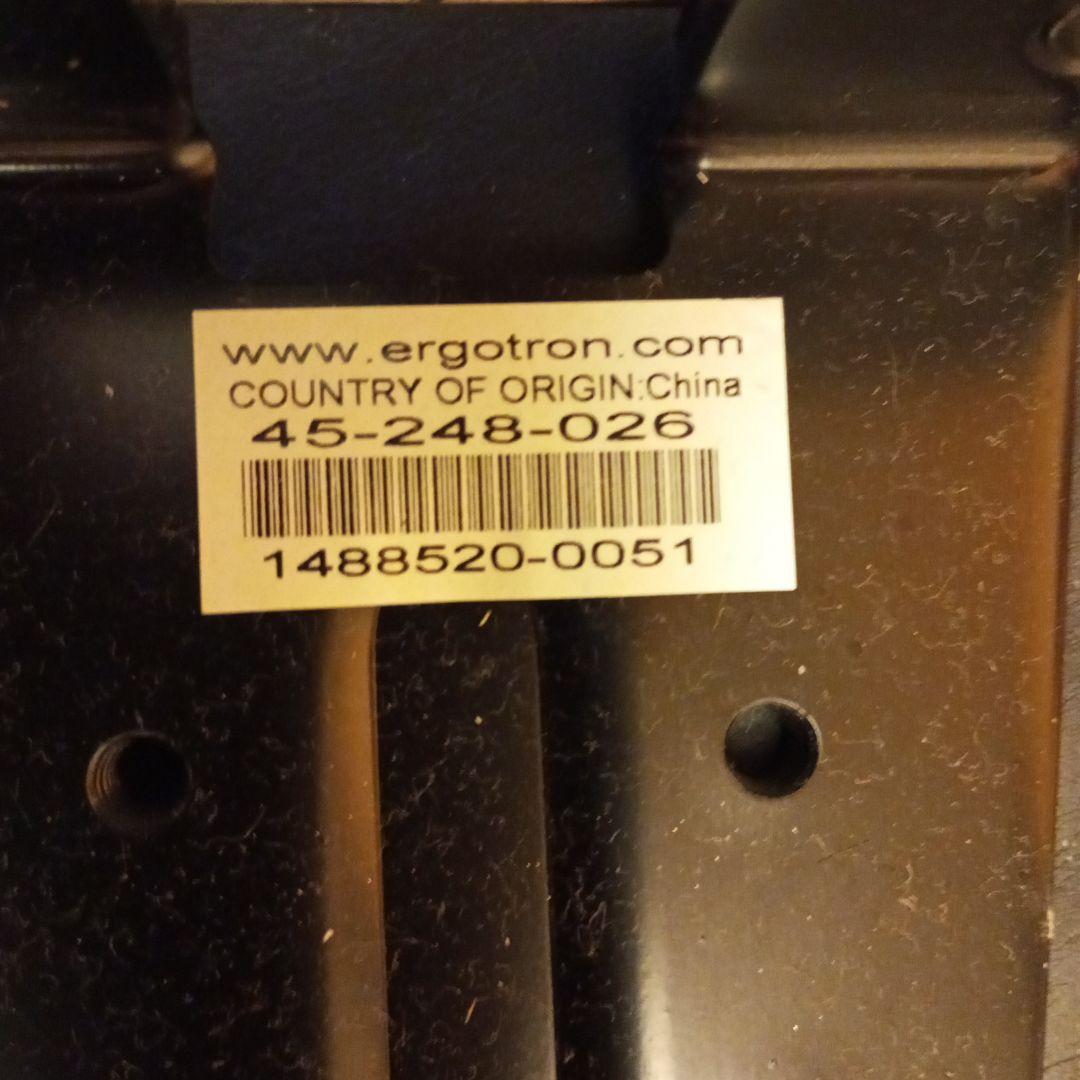 www.ergotron.com
COUNTRY OF ORIGIN:China
45-248-026
1488520-0051